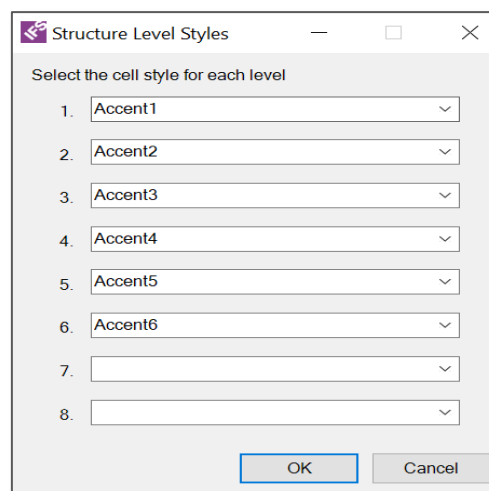 Structure Level Styles
Select the cell style for each level
1. Accent1
2. Accent2
3. Accent3
4. Accent4
5. Accent5
6. Accent6
7.
8.
OK Cancel